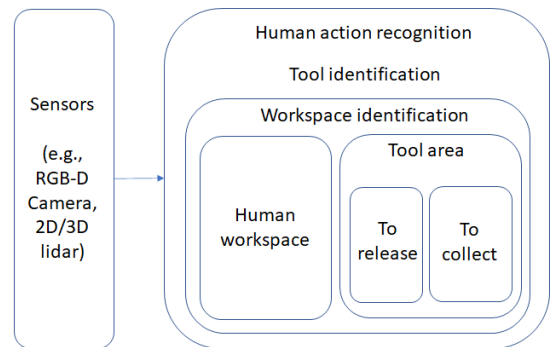 Sensors
(e.g.,
RGB-D
Camera,
2D/3D
lidar)
Human action recognition
Tool identification
Workspace identification
Human
workspace
Tool area
To
release
To
collect